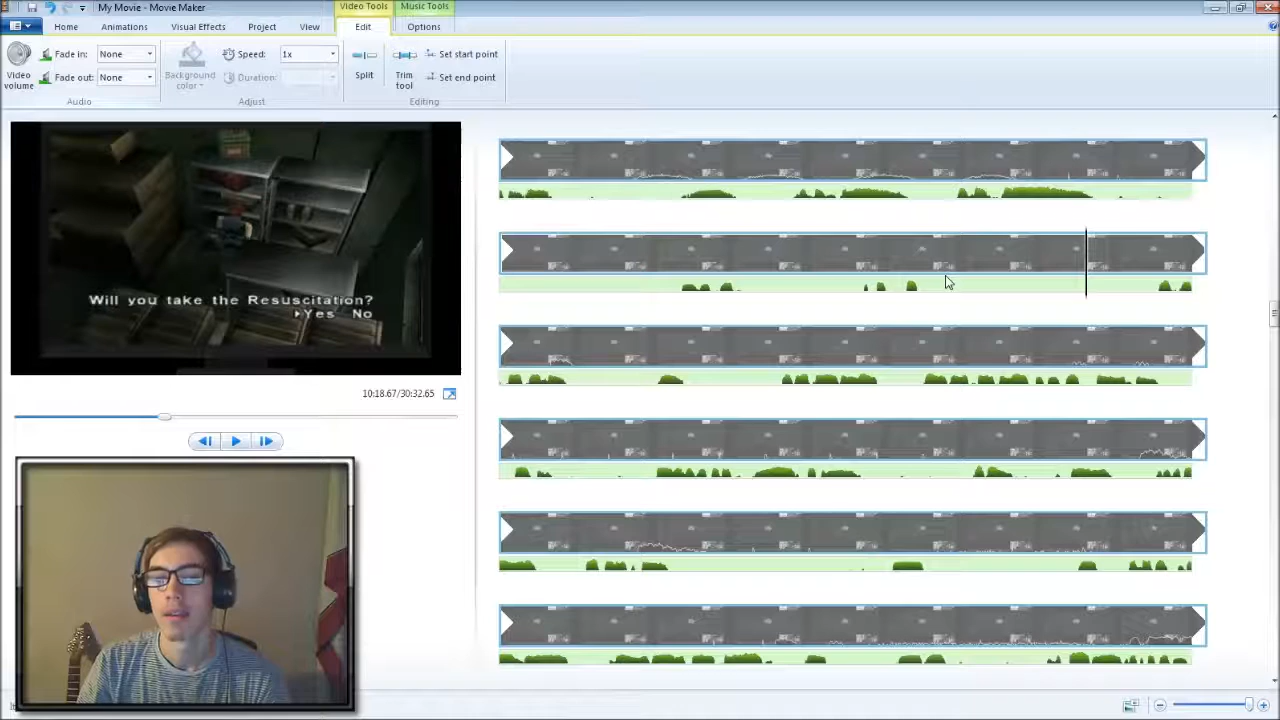 My Movie - Movie Maker
Video Tools
Music Tools
Home
Animations
Visual Effects
Project
View
Edit
Options
Video volume
Fade in: None
Fade out: None
Audio
Background color
Speed: 1x
Duration:
Adjust
Split
Trim tool
Set start point
Set end point
Editing
Will you take the Resuscitation?
Yes No
10:18.67/30:32.65